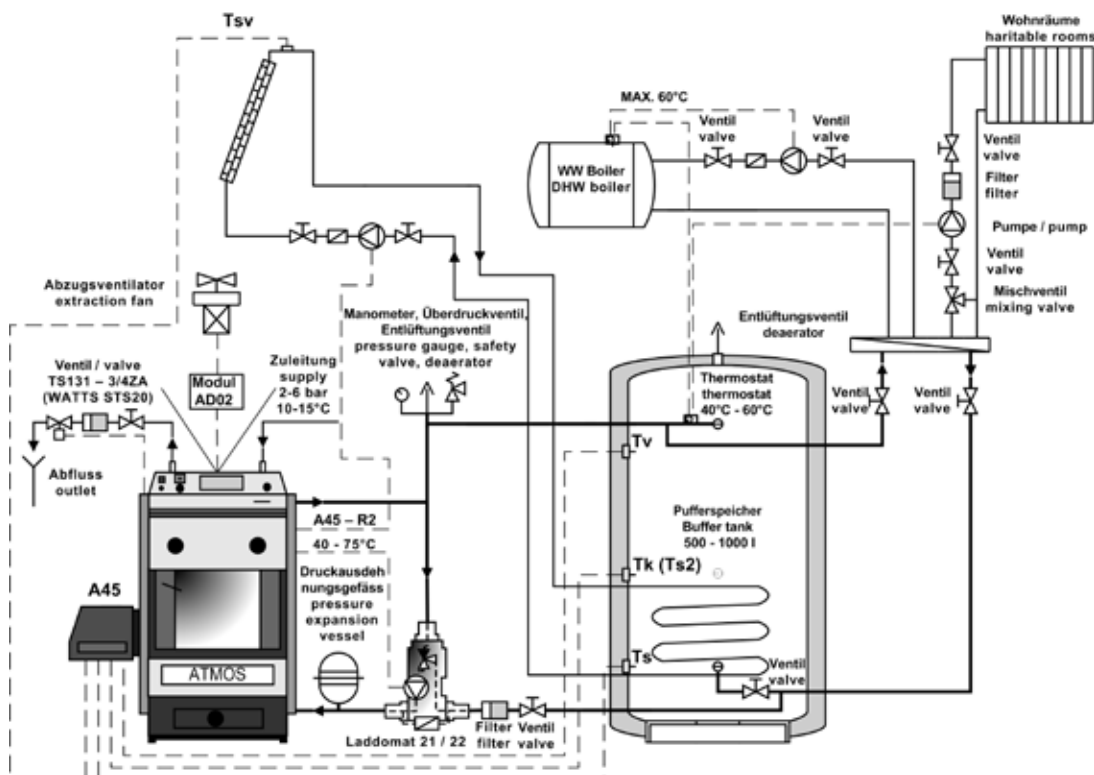 Tsv
Wohnräume
haritable rooms
MAX. 60°C
Ventil
valve
Ventil
valve
Ventil
valve
WW Boiler
DHW boiler
Filter
filter
Pumpe / pump
Ventil
valve
Mischventil
mixing valve
Abzugsventilator
extraction fan
Manometer, Überdruckventil,
Entlüftungsventil
pressure gauge, safety
valve, deaerator
Entlüftungsventil
deaerator
Ventil / valve
TS131 – 3/4ZA
(WATTS STS20)
Modul
AD02
Zuleitung
supply
2-6 bar
10-15°C
Thermostat
thermostat
40°C - 60°C
Ventil
valve
Ventil
valve
Tv
Abfluss
outlet
A45 – R2
40 - 75°C
Pufferspeicher
Buffer tank
500 - 1000 l
Tk (Ts2)
Druckausdeh
nungsgefäss
pressure
expansion
vessel
A45
Ts
Ventil
valve
ATMOS
Laddomat 21 / 22
Filter
filter
Ventil
valve